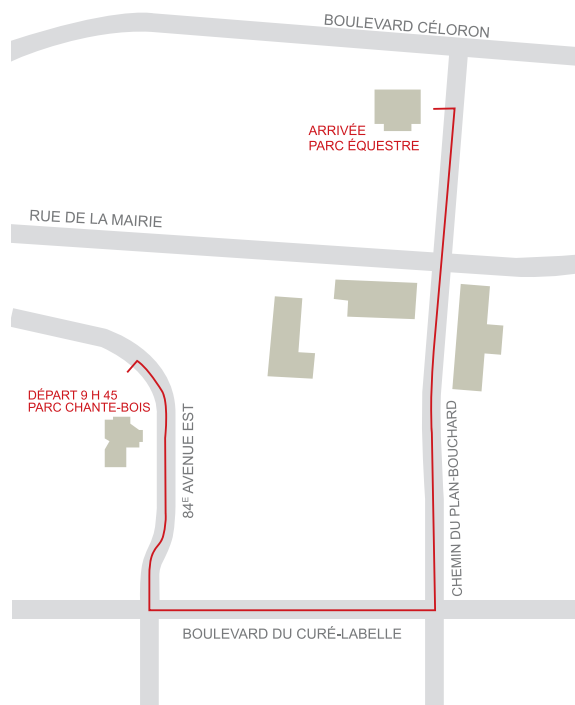 BOULEVARD CÉLORON
ARRIVÉE
PARC ÉQUESTRE
RUE DE LA MAIRIE
DÉPART 9 H 45
PARC CHANTE-BOIS
84E AVENUE EST
CHEMIN DU PLAN-BOUCHARD
BOULEVARD DU CURÉ-LABELLE